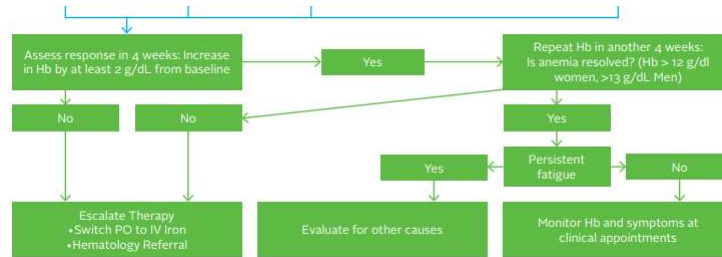 Assess response in 4 weeks: Increase
in Hb by at least 2 g/dL from baseline
Yes
Repeat Hb in another 4 weeks:
Is anemia resolved? (Hb > 12 g/dl
women, >13 g/dL Men)
No
No
Yes
Yes
Persistent
fatigue
No
Escalate Therapy
•Switch PO to IV Iron
•Hematology Referral
Evaluate for other causes
Monitor Hb and symptoms at
clinical appointments